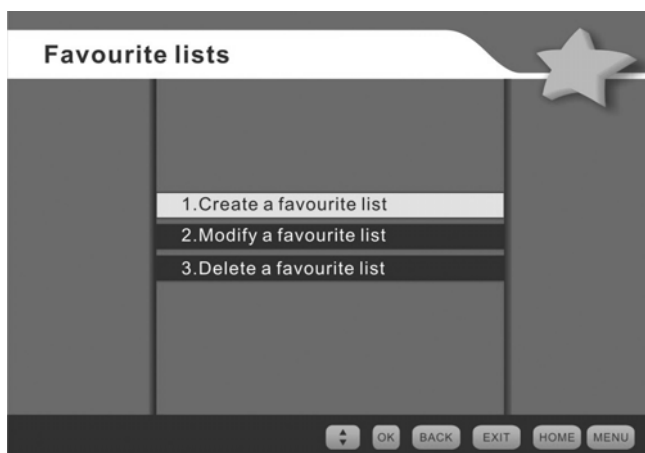 Favourite lists
1.Create a favourite list
2.Modify a favourite list
3.Delete a favourite list
OK BACK EXIT HOME MENU